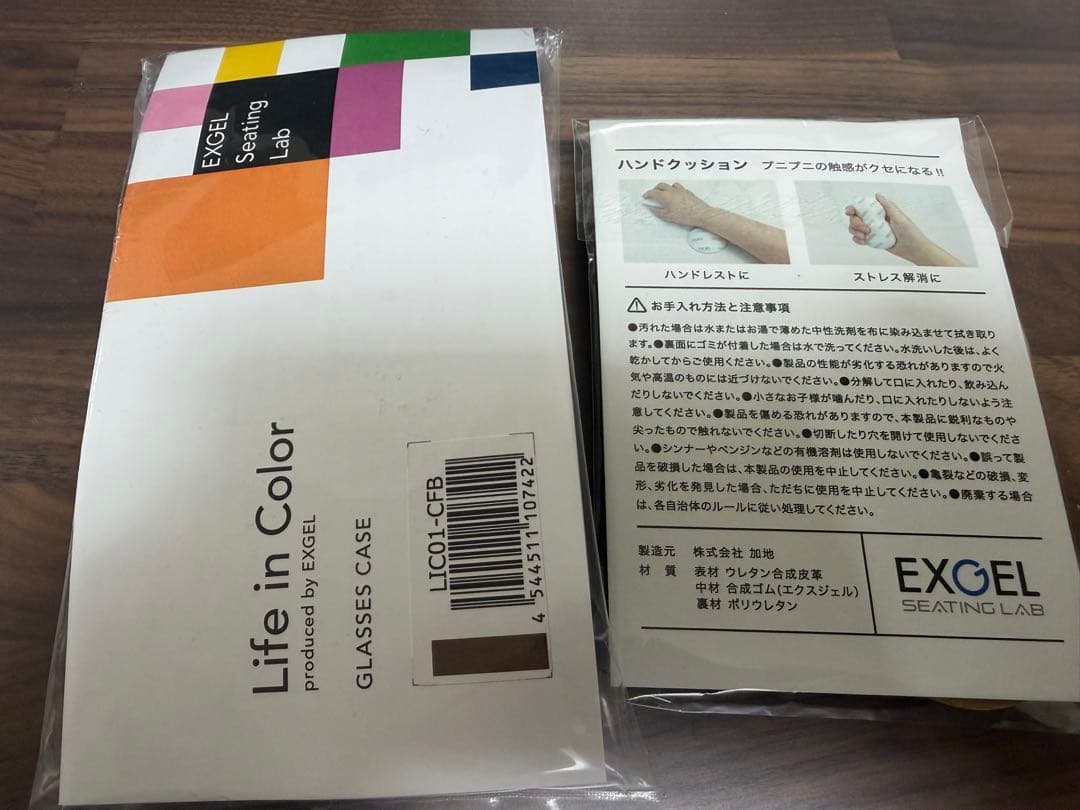 EXGEL
Seating
Lab
Life in Color
produced by EXGEL
GLASSES CASE
LIC01-CFB
4 544511 107422
ハンドクッション プニプニの触感がクセになる!!
ハンドレストに
ストレス解消に
お手入れ方法と注意事項
●汚れた場合は水またはお湯で薄めた中性洗剤を布に染み込ませて拭き取り
ます。●裏面にゴミが付着した場合は水で洗ってください。水洗いした後は、よく
乾かしてからご使用ください。●製品の性能が劣化する恐れがありますので火
気や高温のものには近づけないでください。●分解して口に入れたり、飲み込ん
だりしないでください。●小さなお子様が噛んだり、口に入れたりしないよう注
意してください。●製品を傷める恐れがありますので、本製品に鋭利なものや
尖ったもので触れないでください。●切断したり穴を開けて使用しないでくださ
い。●シンナーやベンジンなどの有機溶剤は使用しないでください。●誤って製
品を破損した場合は、本製品の使用を中止してください。●亀裂などの破損、変
形、劣化を発見した場合、ただちに使用を中止してください。●廃棄する場合
は、各自治体のルールに従い処理してください。
製造元 株式会社 加地
材 質 表材 ウレタン合成皮革
中材 合成ゴム(エクスジェル)
裏材 ポリウレタン
EXGEL
SEATING LAB